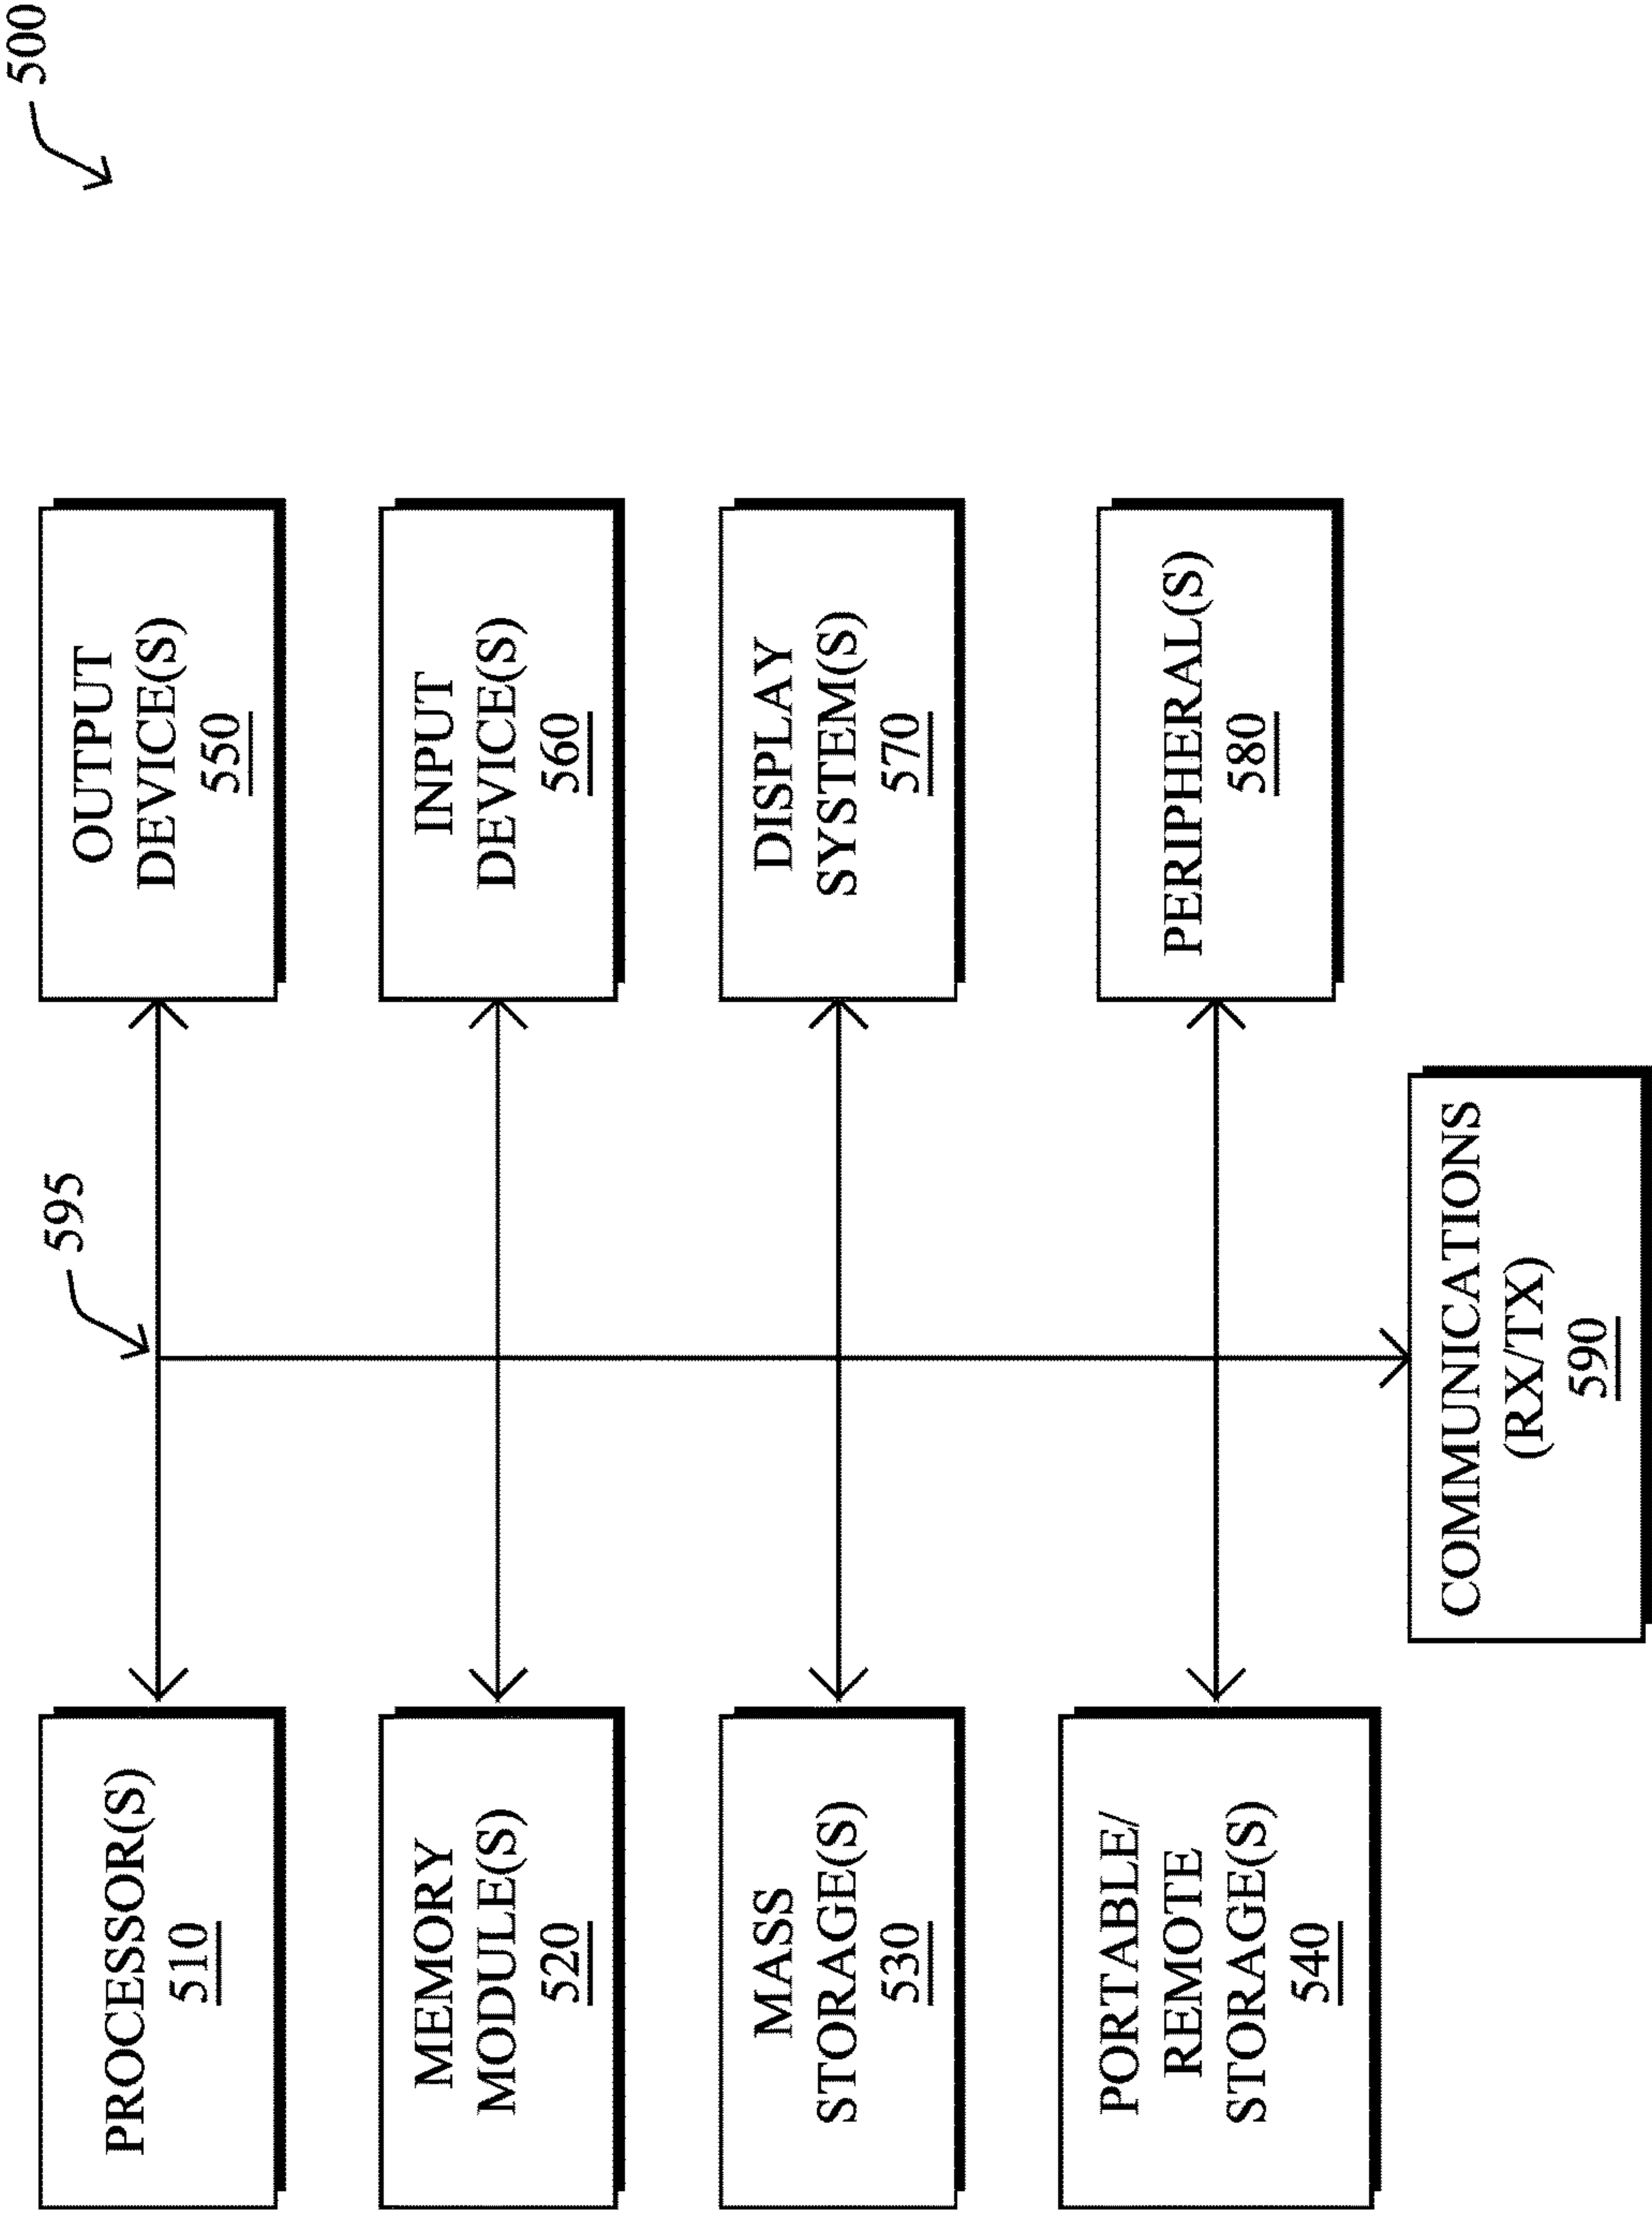 500
595
PROCESSOR(S)
510
OUTPUT
DEVICE(S)
550
MEMORY
MODULE(S)
520
INPUT
DEVICE(S)
560
MASS
STORAGE(S)
530
DISPLAY
SYSTEM(S)
570
PORTABLE/
REMOTE
STORAGE(S)
540
PERIPHERAL(S)
580
COMMUNICATIONS
(RX/TX)
590